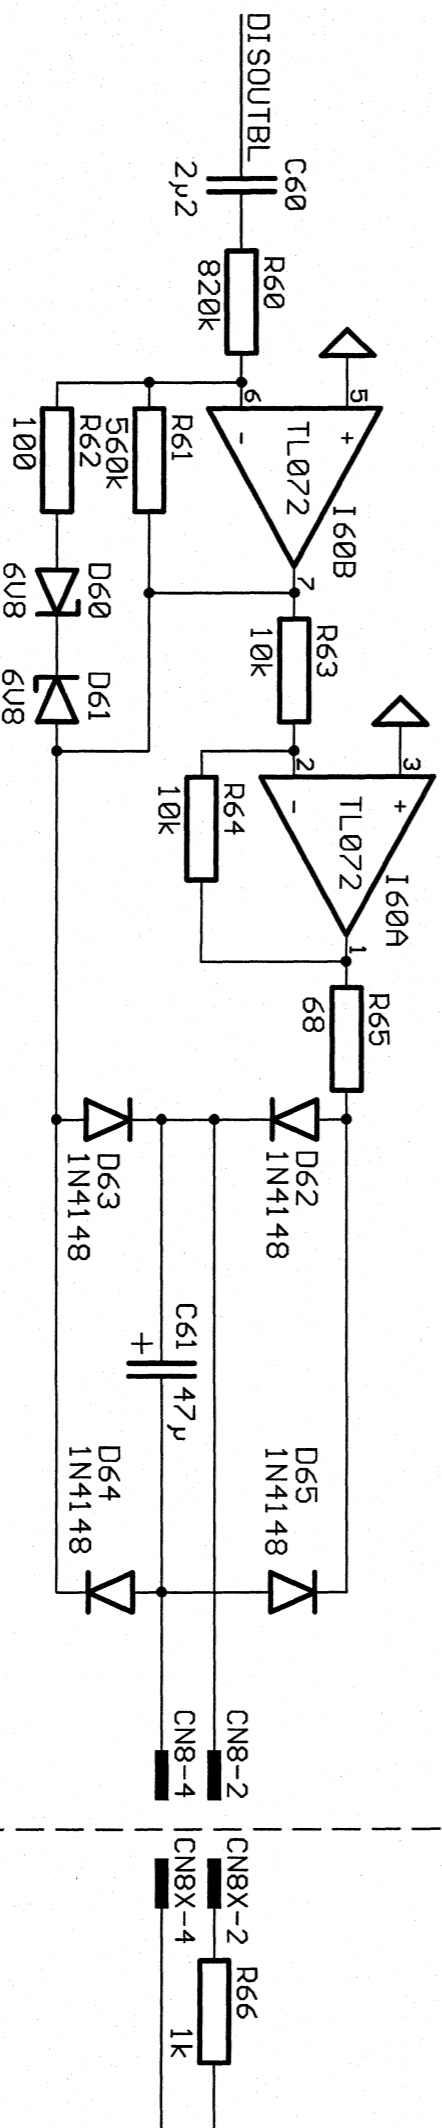 DISOUTBL
C60
2µ2
R60
820k
5
6
+
-
TL072
I60B
7
R61
560k
R62
100
D60
6V8
D61
6V8
R63
10k
3
2
+
-
TL072
I60A
1
R64
10k
R65
68
D62
1N4148
D63
1N4148
C61
+
47µ
D65
1N4148
D64
1N4148
CN8-2
CN8-4
CN8X-2
CN8X-4
R66
1k